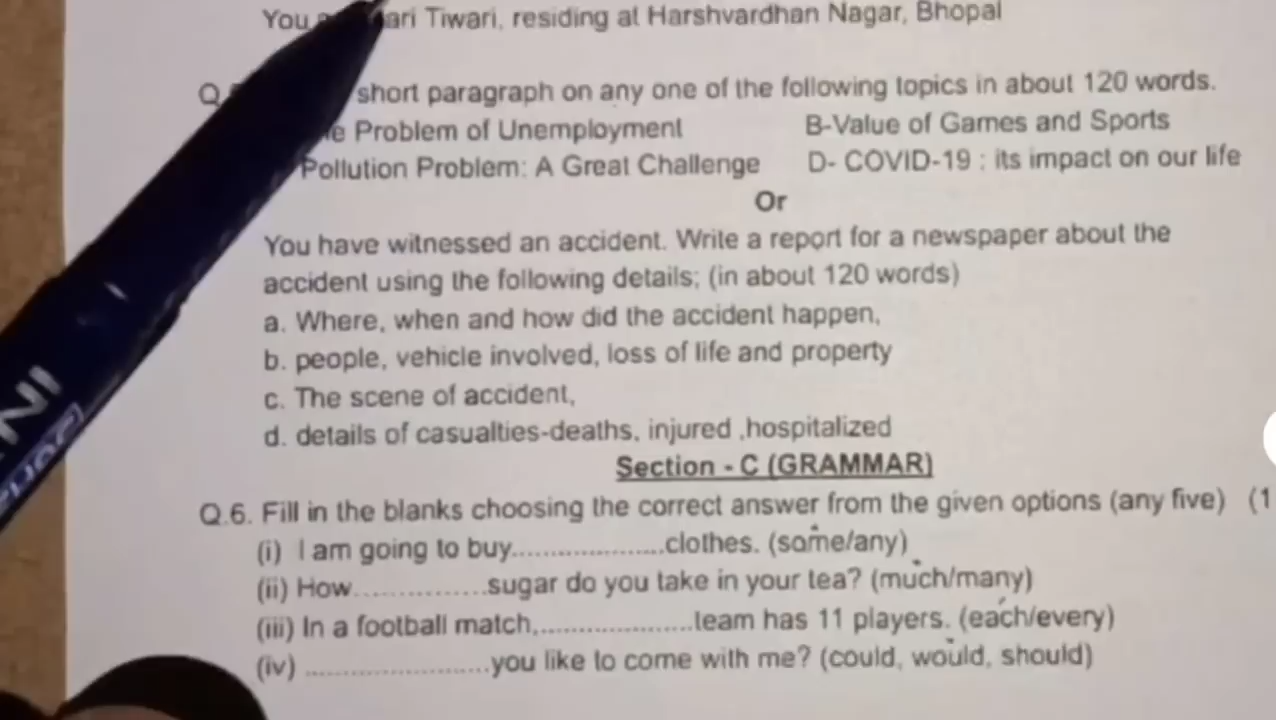 You ari Tiwari, residing at Harshvardhan Nagar, Bhopal
Q. short paragraph on any one of the following topics in about 120 words.
e Problem of Unemployment B-Value of Games and Sports
Pollution Problem: A Great Challenge D- COVID-19 : its impact on our life
Or
You have witnessed an accident. Write a report for a newspaper about the
accident using the following details; (in about 120 words)
a. Where, when and how did the accident happen,
b. people, vehicle involved, loss of life and property
c. The scene of accident,
d. details of casualties-deaths, injured ,hospitalized
Section - C (GRAMMAR)
Q.6. Fill in the blanks choosing the correct answer from the given options (any five) (1
(i) I am going to buy....................clothes. (some/any)
(ii) How...............sugar do you take in your tea? (much/many)
(iii) In a football match,....................team has 11 players. (each/every)
(iv) ........................you like to come with me? (could, would, should)